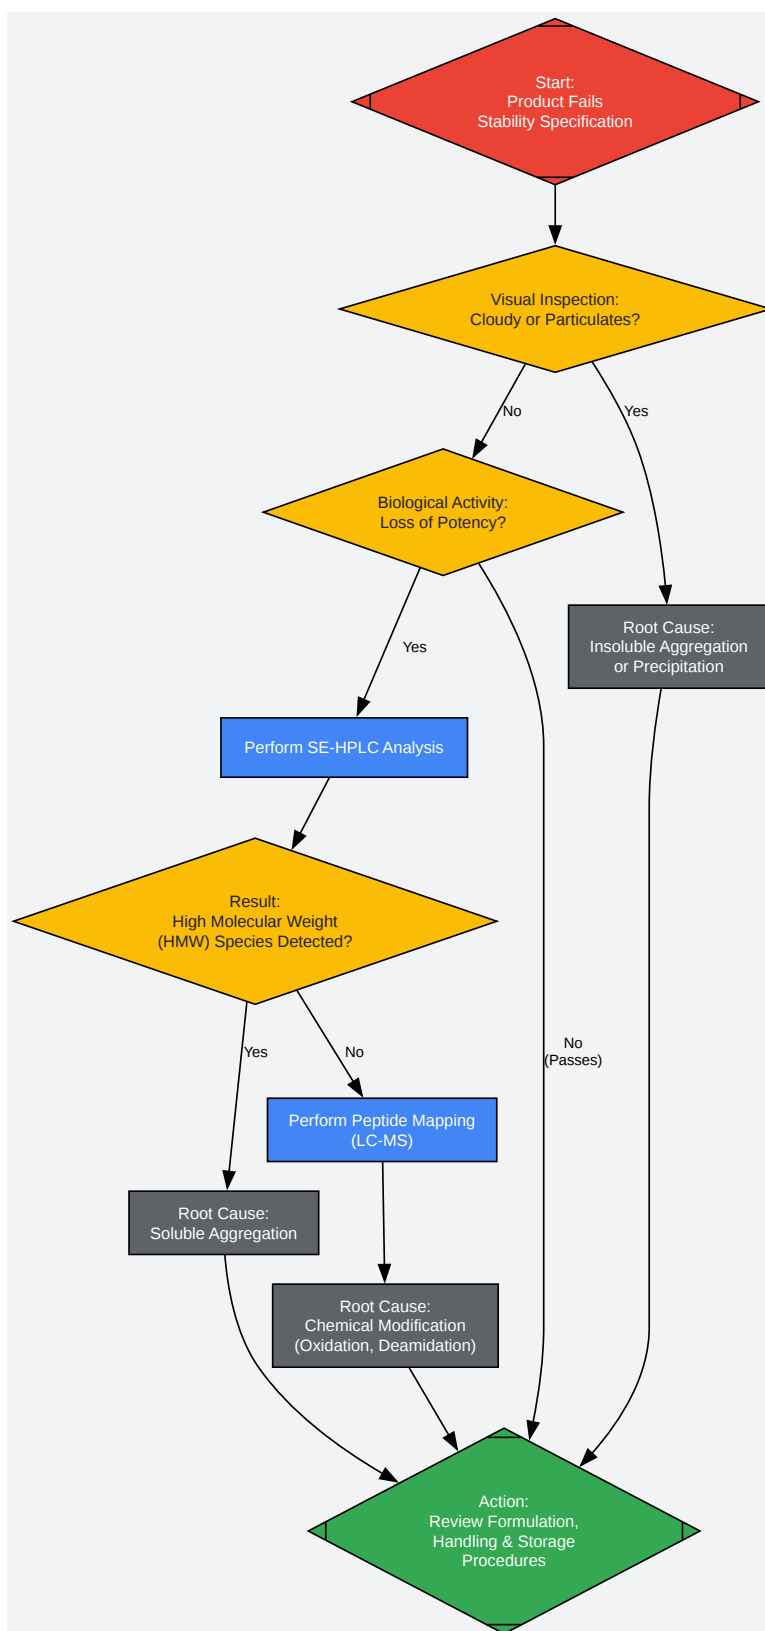 Start:
Product Fails
Stability Specification
Visual Inspection:
Cloudy or Particulates?
No
Yes
Biological Activity:
Loss of Potency?
Root Cause:
Insoluble Aggregation
or Precipitation
Yes
Perform SE-HPLC Analysis
Result:
High Molecular Weight
(HMW) Species Detected?
No
(Passes)
Yes
No
Perform Peptide Mapping
(LC-MS)
Root Cause:
Soluble Aggregation
Root Cause:
Chemical Modification
(Oxidation, Deamidation)
Action:
Review Formulation,
Handling & Storage
Procedures